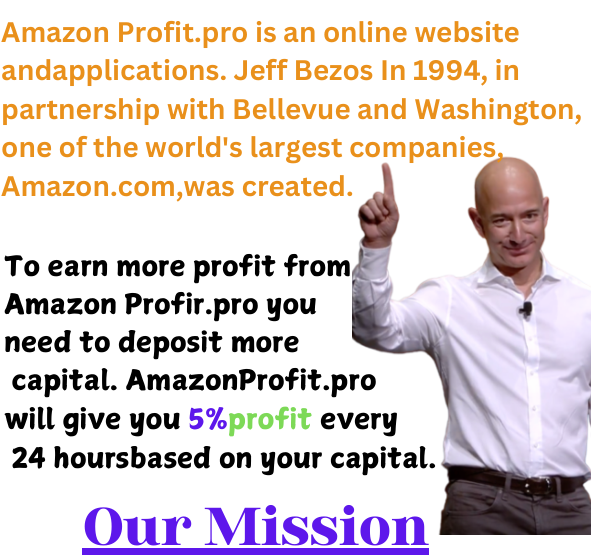 Amazon Profit.pro is an online website
andapplications. Jeff Bezos In 1994, in
partnership with Bellevue and Washington,
one of the world's largest companies,
Amazon.com,was created.
To earn more profit from
Amazon Profir.pro you
need to deposit more
capital. AmazonProfit.pro
will give you 5%profit every
24 hoursbased on your capital.
Our Mission